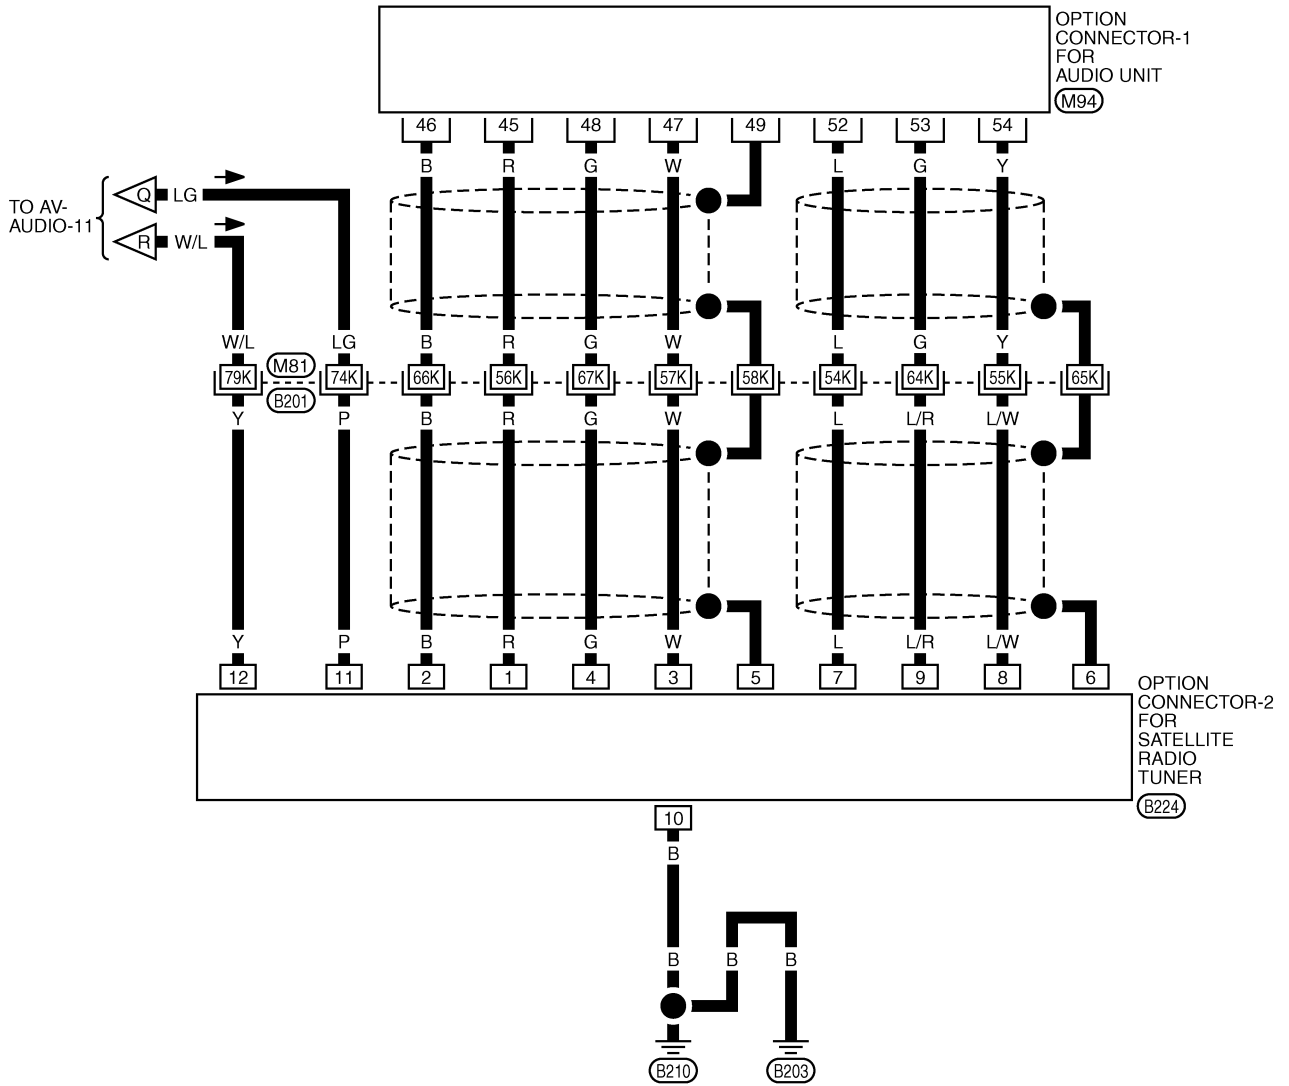 OPTION
CONNECTOR-1
FOR
AUDIO UNIT
M94
46 45 48 47 49 52 53 54
B R G W L G Y
TO AV-
AUDIO-11
Q LG
R W/L
W/L LG B R G W L G Y
M81
79K 74K 66K 56K 67K 57K 58K 54K 64K 55K 65K
B201
Y P B R G W L L/R L/W
Y P B R G W L L/R L/W
12 11 2 1 4 3 5 7 9 8 6
OPTION
CONNECTOR-2
FOR
SATELLITE
RADIO
TUNER
B224
10
B
B B B
B210 B203